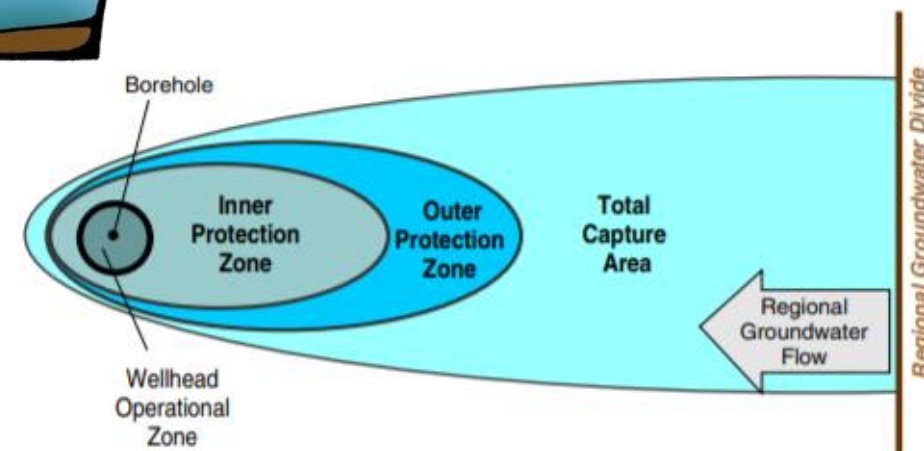 Borehole
Inner
Protection
Zone
Outer
Protection
Zone
Total
Capture
Area
Regional
Groundwater
Flow
Wellhead
Operational
Zone
Regional Groundwater Divide